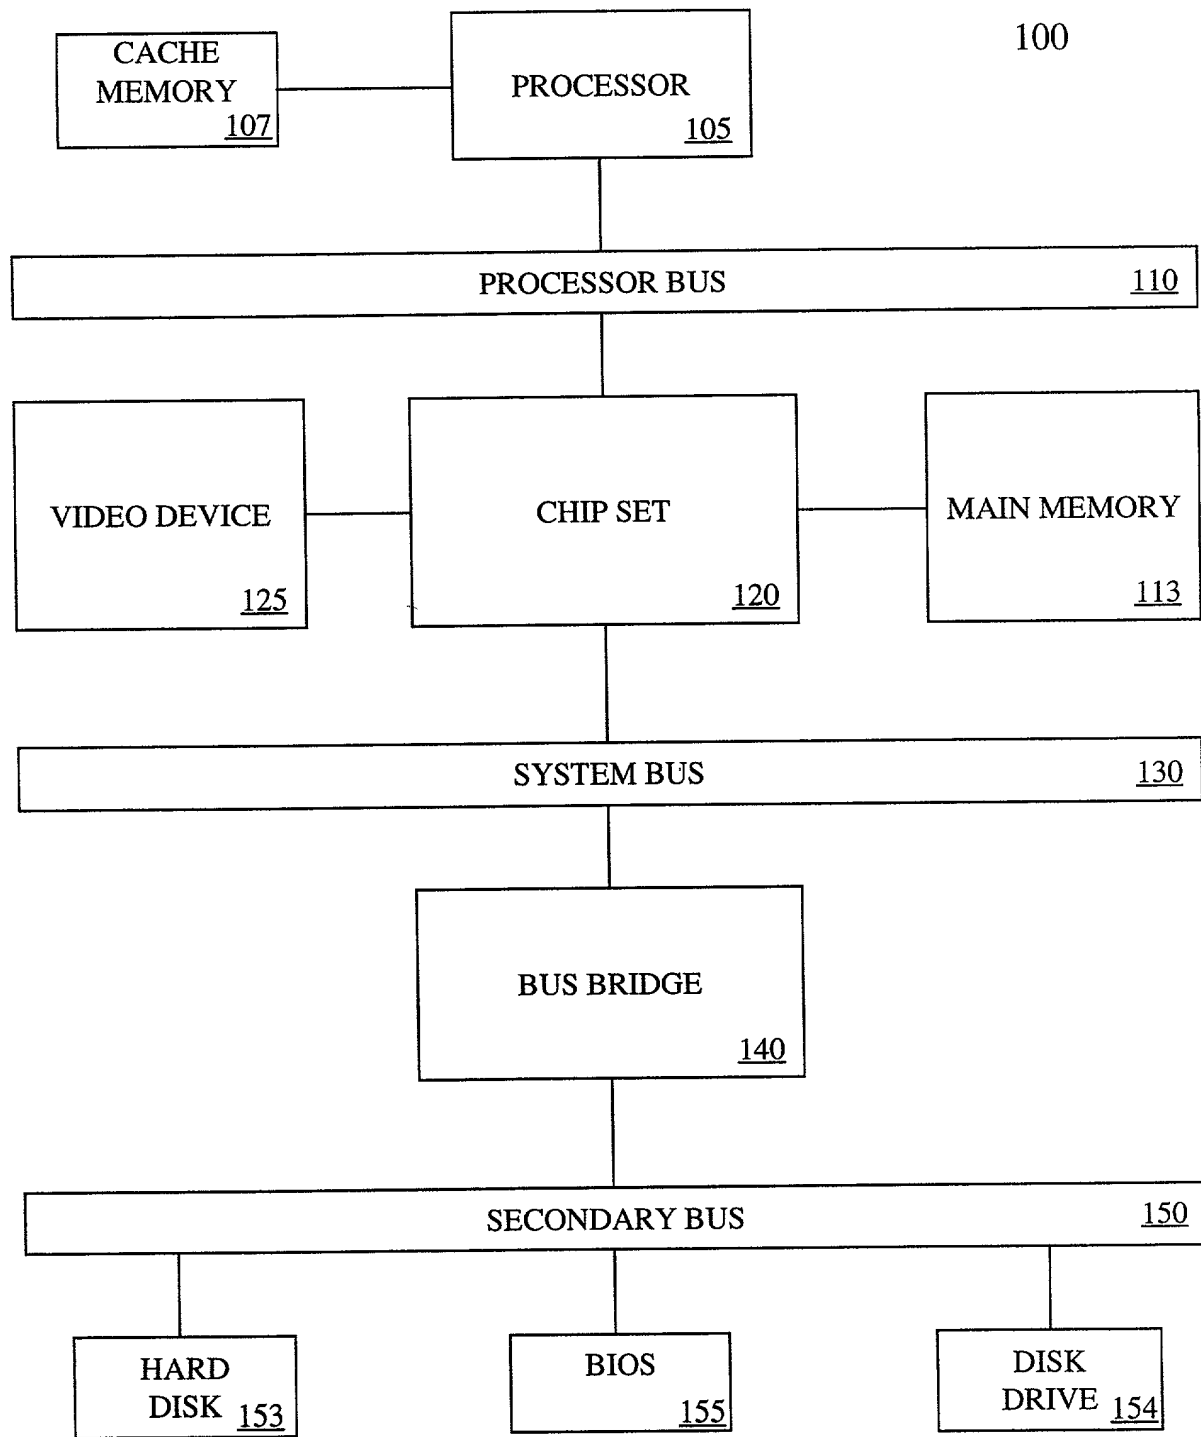 100
CACHE
MEMORY
107
PROCESSOR
105
PROCESSOR BUS
110
VIDEO DEVICE
125
CHIP SET
120
MAIN MEMORY
113
SYSTEM BUS
130
BUS BRIDGE
140
SECONDARY BUS
150
HARD
DISK
153
BIOS
155
DISK
DRIVE
154